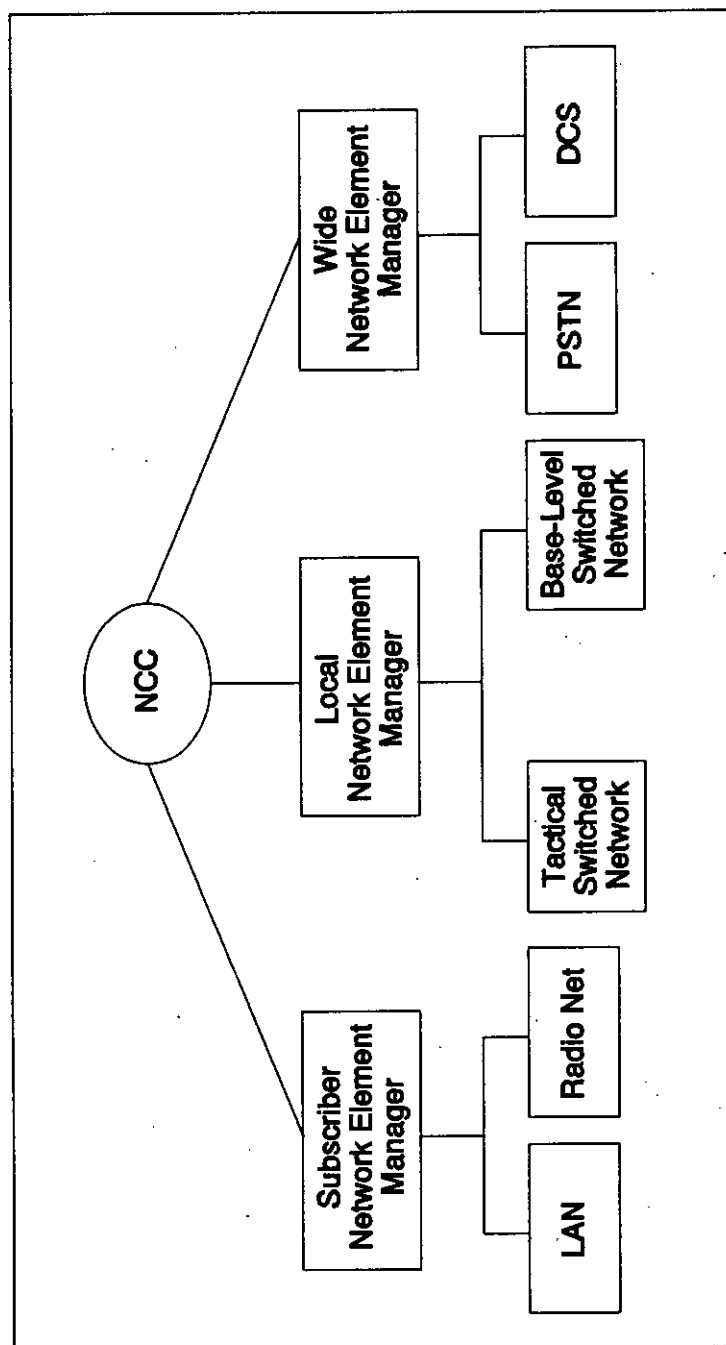 NCC
Subscriber
Network Element
Manager
Local
Network Element
Manager
Wide
Network Element
Manager
LAN
Radio Net
Tactical
Switched
Network
Base-Level
Switched
Network
PSTN
DCS